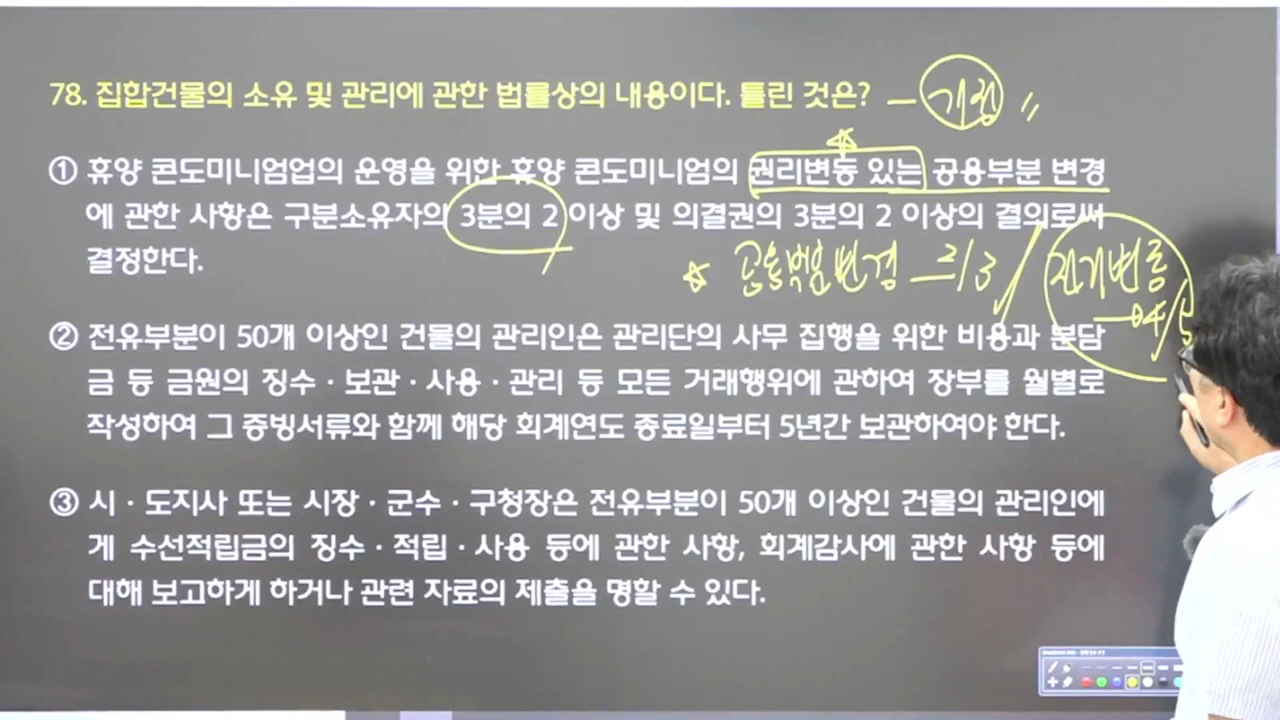 78. 집합건물의 소유 및 관리에 관한 법률상의 내용이다. 틀린 것은? - 개정 〃
① 휴양 콘도미니엄업의 운영을 위한 휴양 콘도미니엄의 권리변동 있는 공용부분 변경
에 관한 사항은 구분소유자의 3분의 2 이상 및 의결권의 3분의 2 이상의 결의로써
결정한다.
☆ 공용부분변경 - 2/3 / 권리변동
→ 4/5
② 전유부분이 50개 이상인 건물의 관리인은 관리단의 사무 집행을 위한 비용과 분담
금 등 금원의 징수 · 보관 · 사용 · 관리 등 모든 거래행위에 관하여 장부를 월별로
작성하여 그 증빙서류와 함께 해당 회계연도 종료일부터 5년간 보관하여야 한다.
③ 시 · 도지사 또는 시장 · 군수 · 구청장은 전유부분이 50개 이상인 건물의 관리인에
게 수선적립금의 징수 · 적립 · 사용 등에 관한 사항, 회계감사에 관한 사항 등에
대해 보고하게 하거나 관련 자료의 제출을 명할 수 있다.